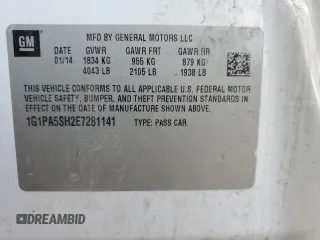 GM
MFD BY GENERAL MOTORS LLC
DATE GVWR GAWR FRT GAWR RR
01/14 1834 KG 955 KG 879 KG
4043 LB 2105 LB 1938 LB
THIS VEHICLE CONFORMS TO ALL APPLICABLE U.S. FEDERAL MOTOR
VEHICLE SAFETY, BUMPER, AND THEFT PREVENTION STANDARDS
IN EFFECT ON THE DATE OF MANUFACTURE SHOWN ABOVE.
1G1PA5SH2E7281141 TYPE: PASS CAR